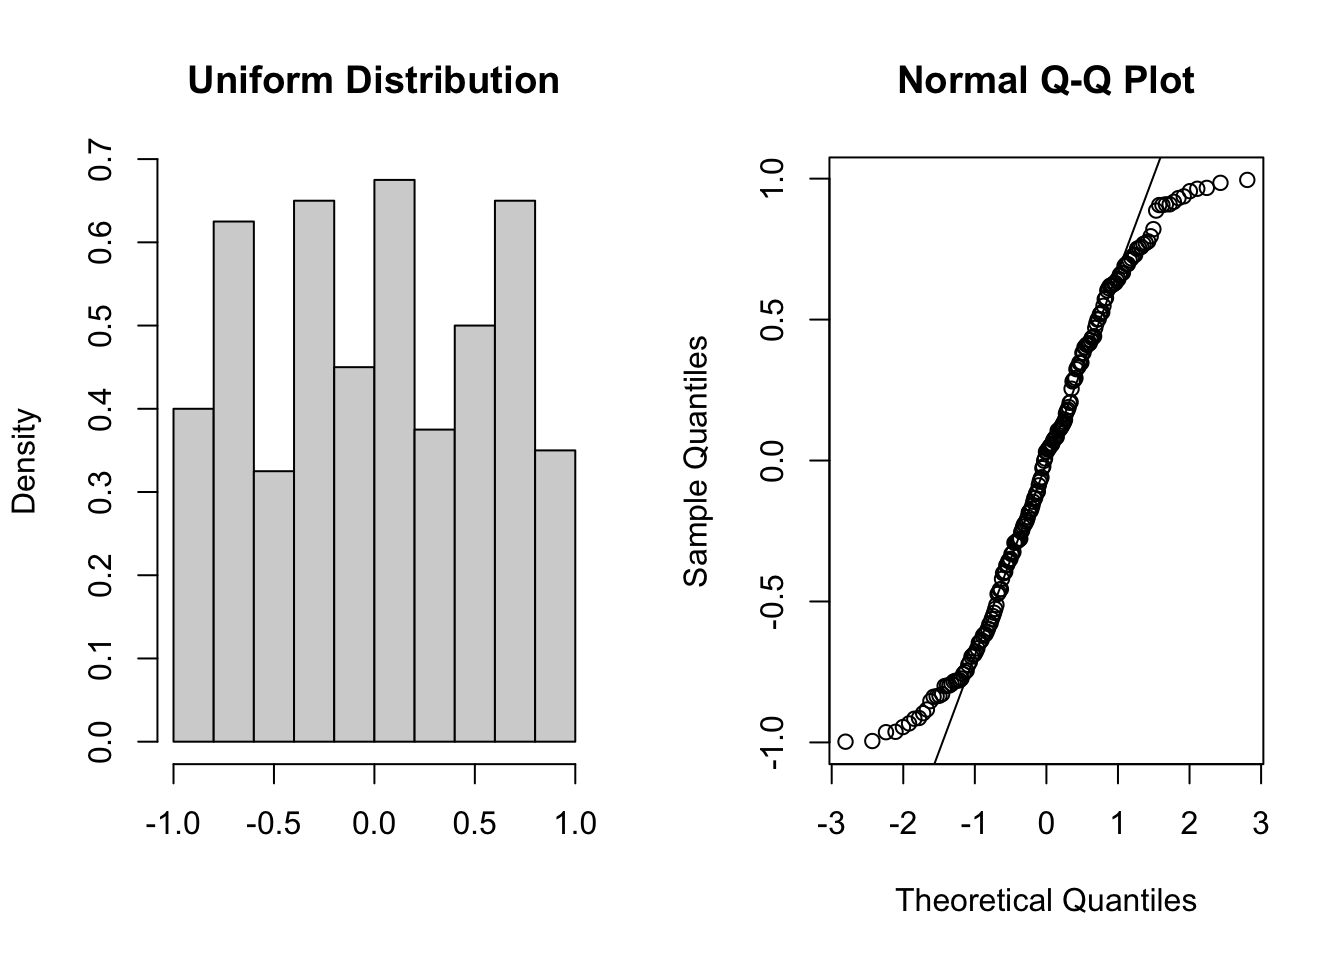 Uniform Distribution
Density
0.7
0.6
0.5
0.4
0.3
0.2
0.1
0.0
-1.0 -0.5 0.0 0.5 1.0
Normal Q-Q Plot
Sample Quantiles
1.0
0.5
0.0
-0.5
-1.0
-3 -2 -1 0 1 2 3
Theoretical Quantiles